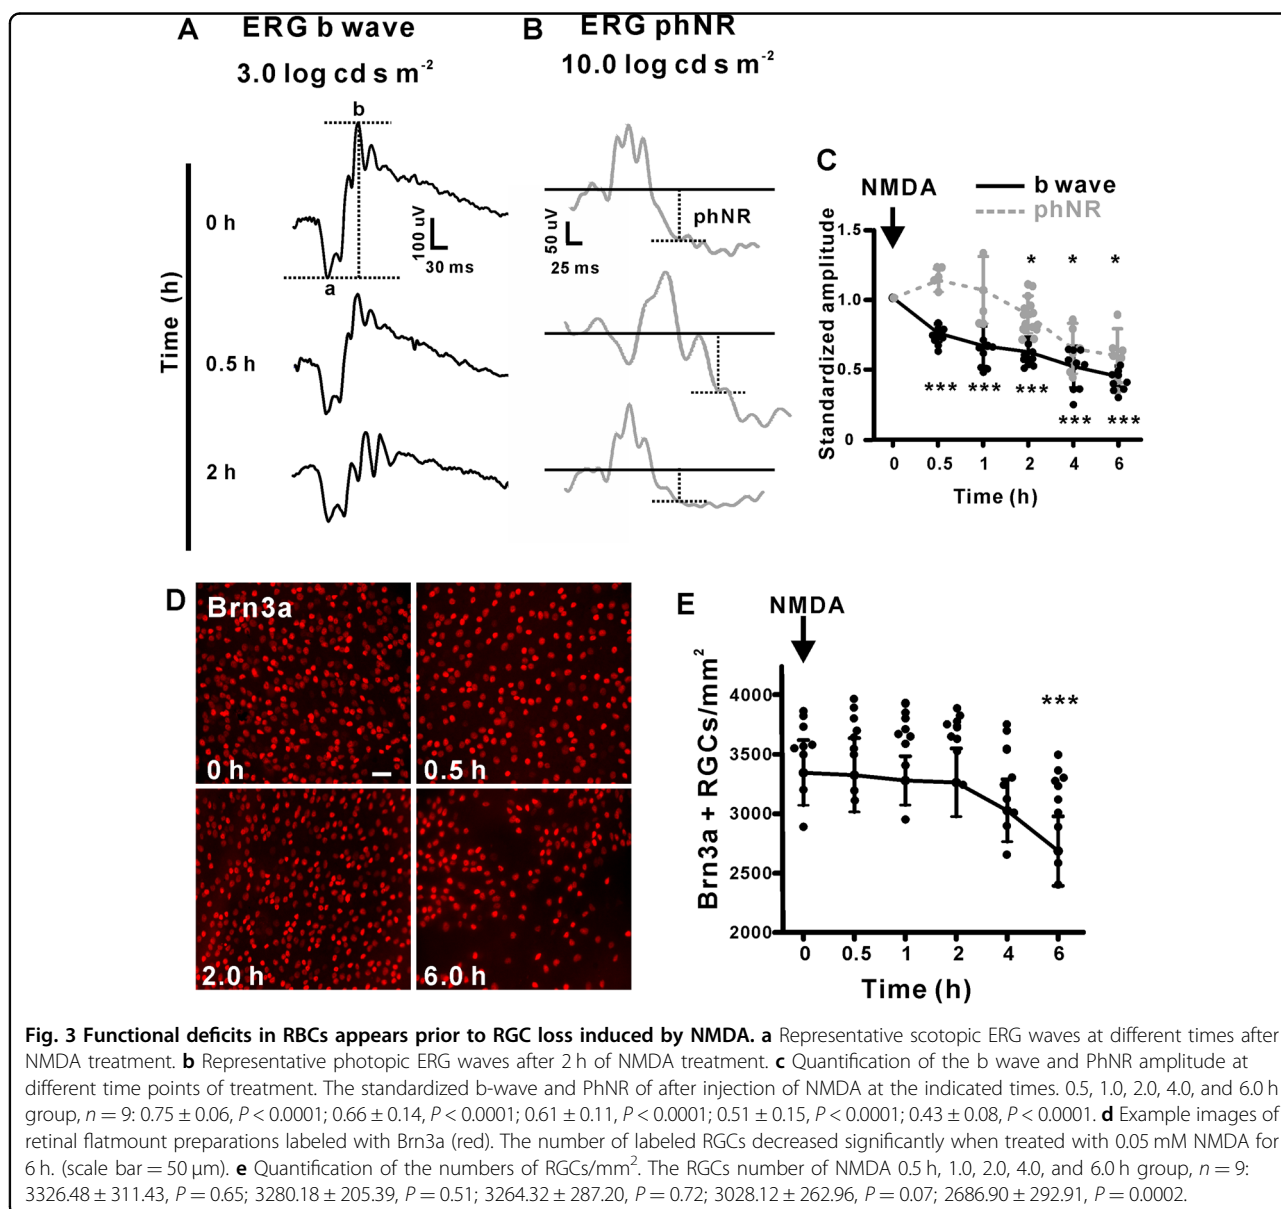 A ERG b wave
3.0 log cd s m-2
B ERG phNR
10.0 log cd s m-2
Time (h)
b
a
0 h
100 uV
30 ms
0.5 h
2 h
phNR
50 uV
25 ms
C
NMDA
b wave
phNR
Standardized amplitude
1.5
1.0
0.5
0
* * *
*** *** *** *** ***
0 0.5 1 2 4 6
Time (h)
D
Brn3a
0 h
0.5 h
2.0 h
6.0 h
E
NMDA
Brn3a + RGCs/mm2
4000
3500
3000
2500
2000
***
0 0.5 1 2 4 6
Time (h)
Fig. 3 Functional deficits in RBCs appears prior to RGC loss induced by NMDA. a Representative scotopic ERG waves at different times after
NMDA treatment. b Representative photopic ERG waves after 2 h of NMDA treatment. c Quantification of the b wave and PhNR amplitude at
different time points of treatment. The standardized b-wave and PhNR of after injection of NMDA at the indicated times. 0.5, 1.0, 2.0, 4.0, and 6.0 h
group, n = 9: 0.75 ± 0.06, P < 0.0001; 0.66 ± 0.14, P < 0.0001; 0.61 ± 0.11, P < 0.0001; 0.51 ± 0.15, P < 0.0001; 0.43 ± 0.08, P < 0.0001. d Example images of
retinal flatmount preparations labeled with Brn3a (red). The number of labeled RGCs decreased significantly when treated with 0.05 mM NMDA for
6 h. (scale bar = 50 μm). e Quantification of the numbers of RGCs/mm2. The RGCs number of NMDA 0.5 h, 1.0, 2.0, 4.0, and 6.0 h group, n = 9:
3326.48 ± 311.43, P = 0.65; 3280.18 ± 205.39, P = 0.51; 3264.32 ± 287.20, P = 0.72; 3028.12 ± 262.96, P = 0.07; 2686.90 ± 292.91, P = 0.0002.